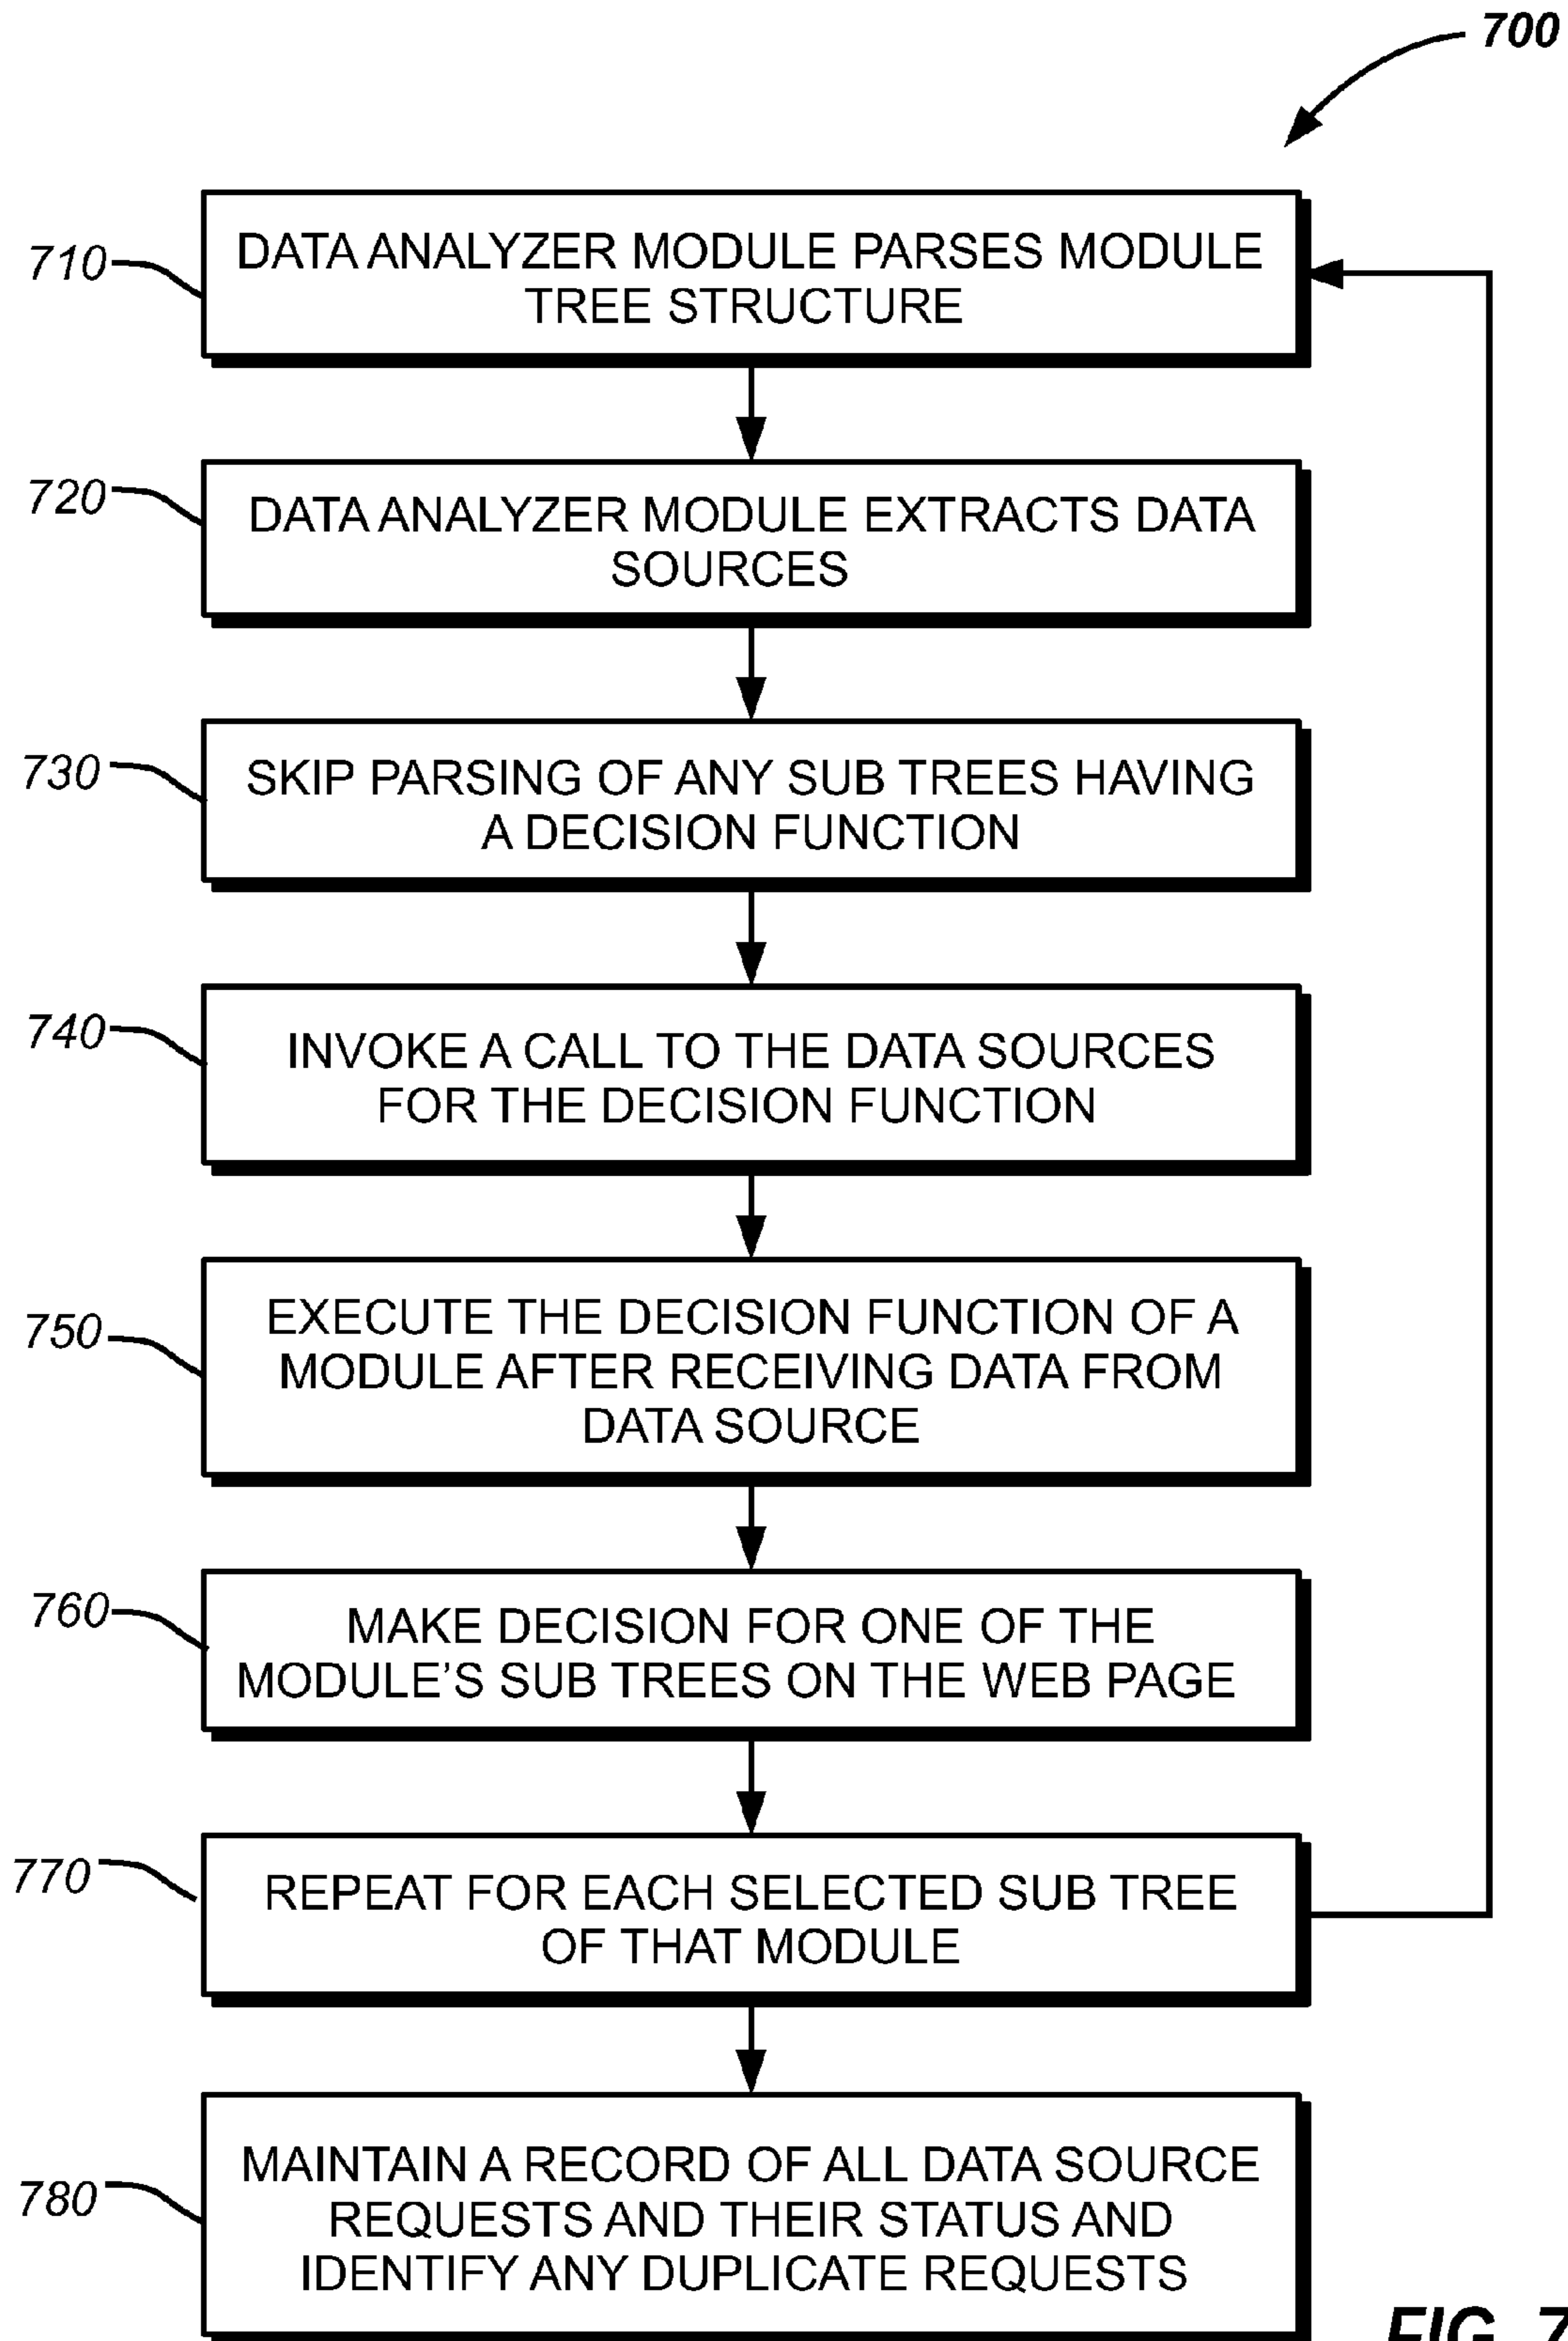 700
710
DATA ANALYZER MODULE PARSES MODULE
TREE STRUCTURE
720
DATA ANALYZER MODULE EXTRACTS DATA
SOURCES
730
SKIP PARSING OF ANY SUB TREES HAVING
A DECISION FUNCTION
740
INVOKE A CALL TO THE DATA SOURCES
FOR THE DECISION FUNCTION
750
EXECUTE THE DECISION FUNCTION OF A
MODULE AFTER RECEIVING DATA FROM
DATA SOURCE
760
MAKE DECISION FOR ONE OF THE
MODULE'S SUB TREES ON THE WEB PAGE
770
REPEAT FOR EACH SELECTED SUB TREE
OF THAT MODULE
780
MAINTAIN A RECORD OF ALL DATA SOURCE
REQUESTS AND THEIR STATUS AND
IDENTIFY ANY DUPLICATE REQUESTS
FIG. 7